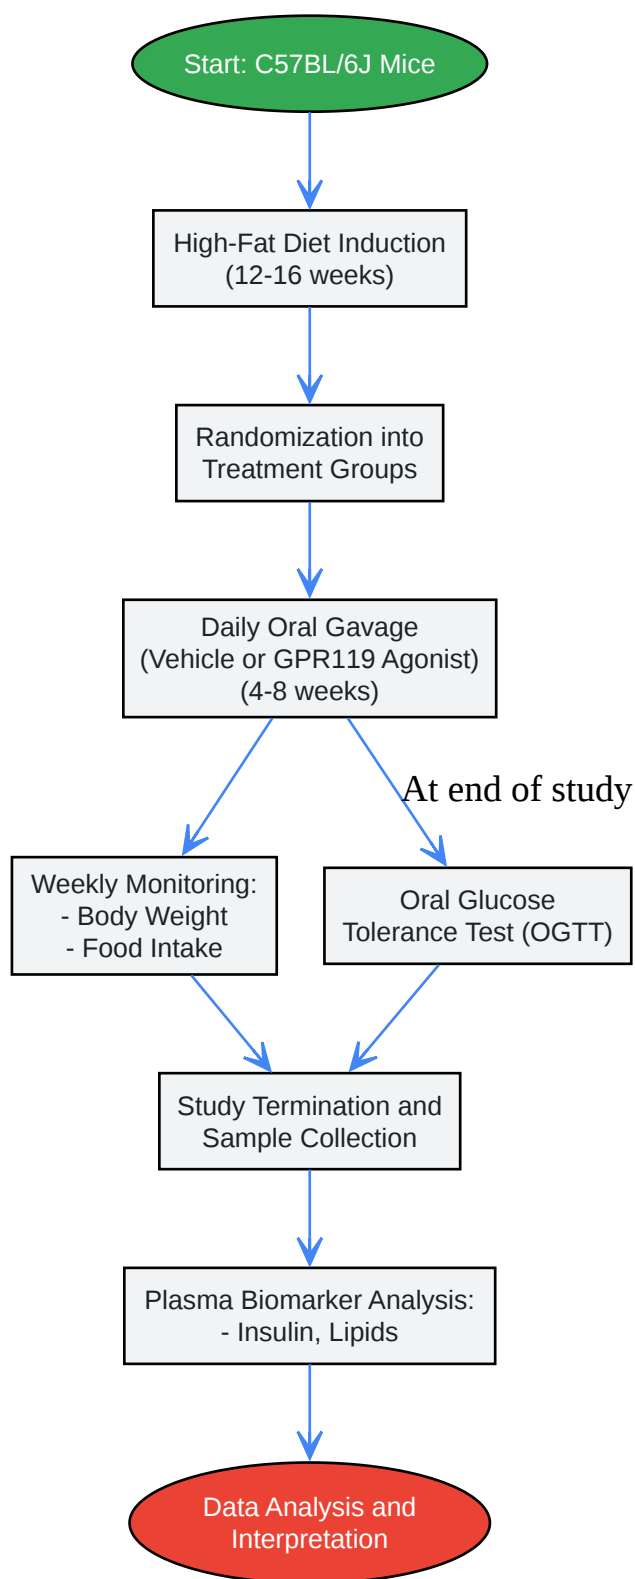 Start: C57BL/6J Mice
High-Fat Diet Induction
(12-16 weeks)
Randomization into
Treatment Groups
Daily Oral Gavage
(Vehicle or GPR119 Agonist)
(4-8 weeks)
At end of study
Weekly Monitoring:
- Body Weight
- Food Intake
Oral Glucose
Tolerance Test (OGTT)
Study Termination and
Sample Collection
Plasma Biomarker Analysis:
- Insulin, Lipids
Data Analysis and
Interpretation